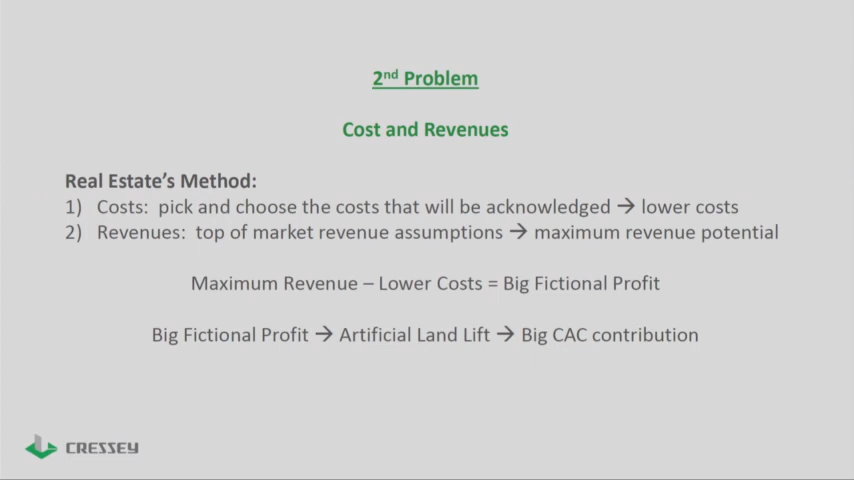 2nd Problem
Cost and Revenues
Real Estate's Method:
1) Costs: pick and choose the costs that will be acknowledged → lower costs
2) Revenues: top of market revenue assumptions → maximum revenue potential
Maximum Revenue – Lower Costs = Big Fictional Profit
Big Fictional Profit → Artificial Land Lift → Big CAC contribution
CRESSEY